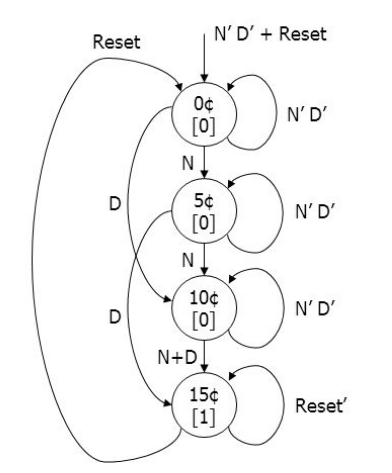 Reset
N′ D′ + Reset
0¢
[0]
N′ D′
N
D
5¢
[0]
N′ D′
N
D
10¢
[0]
N′ D′
N+D
15¢
[1]
Reset′